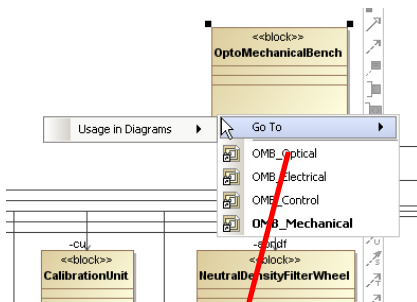 <<block>>
OptoMechanicalBench
Usage in Diagrams
Go To
OMB_Optical
OMB_Electrical
OMB_Control
OMB_Mechanical
-cu
<<block>>
CalibrationUnit
<<block>>
NeutralDensityFilterWheel